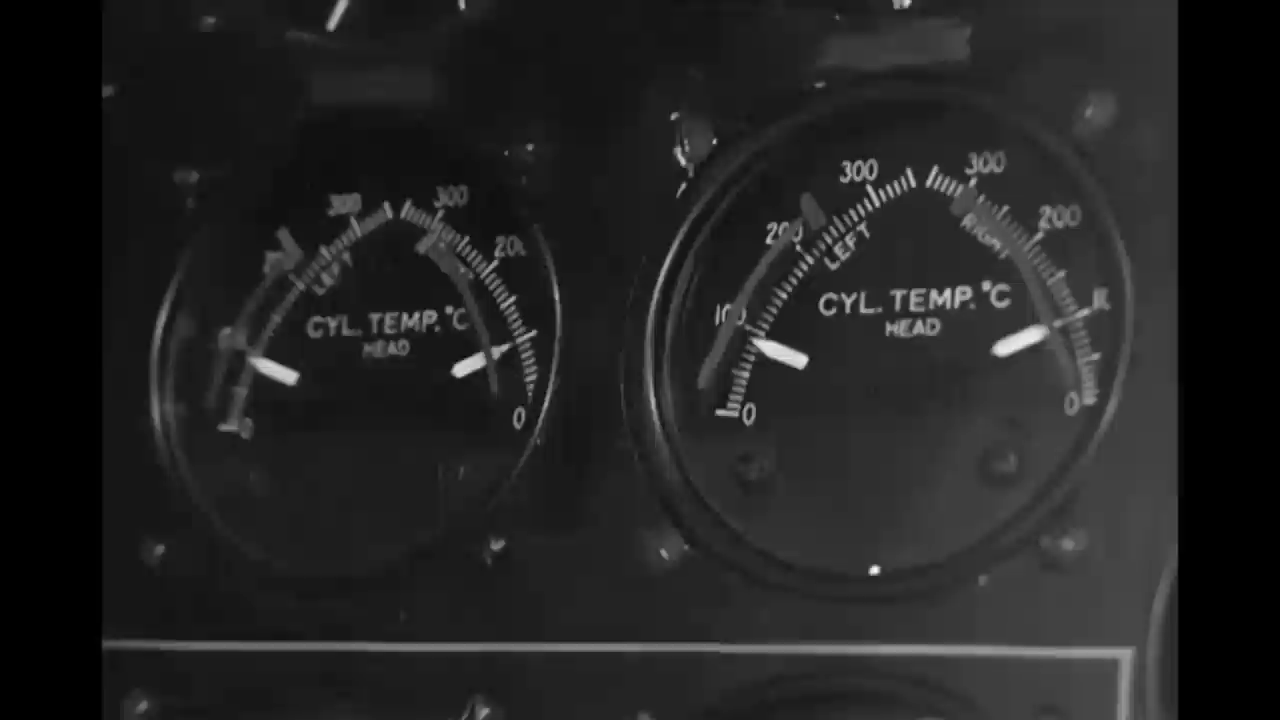 300 300
200
LEFT
CYL. TEMP. °C
HEAD
0
300 300
200 200
LEFT RIGHT
100
CYL. TEMP. °C
HEAD
0 0